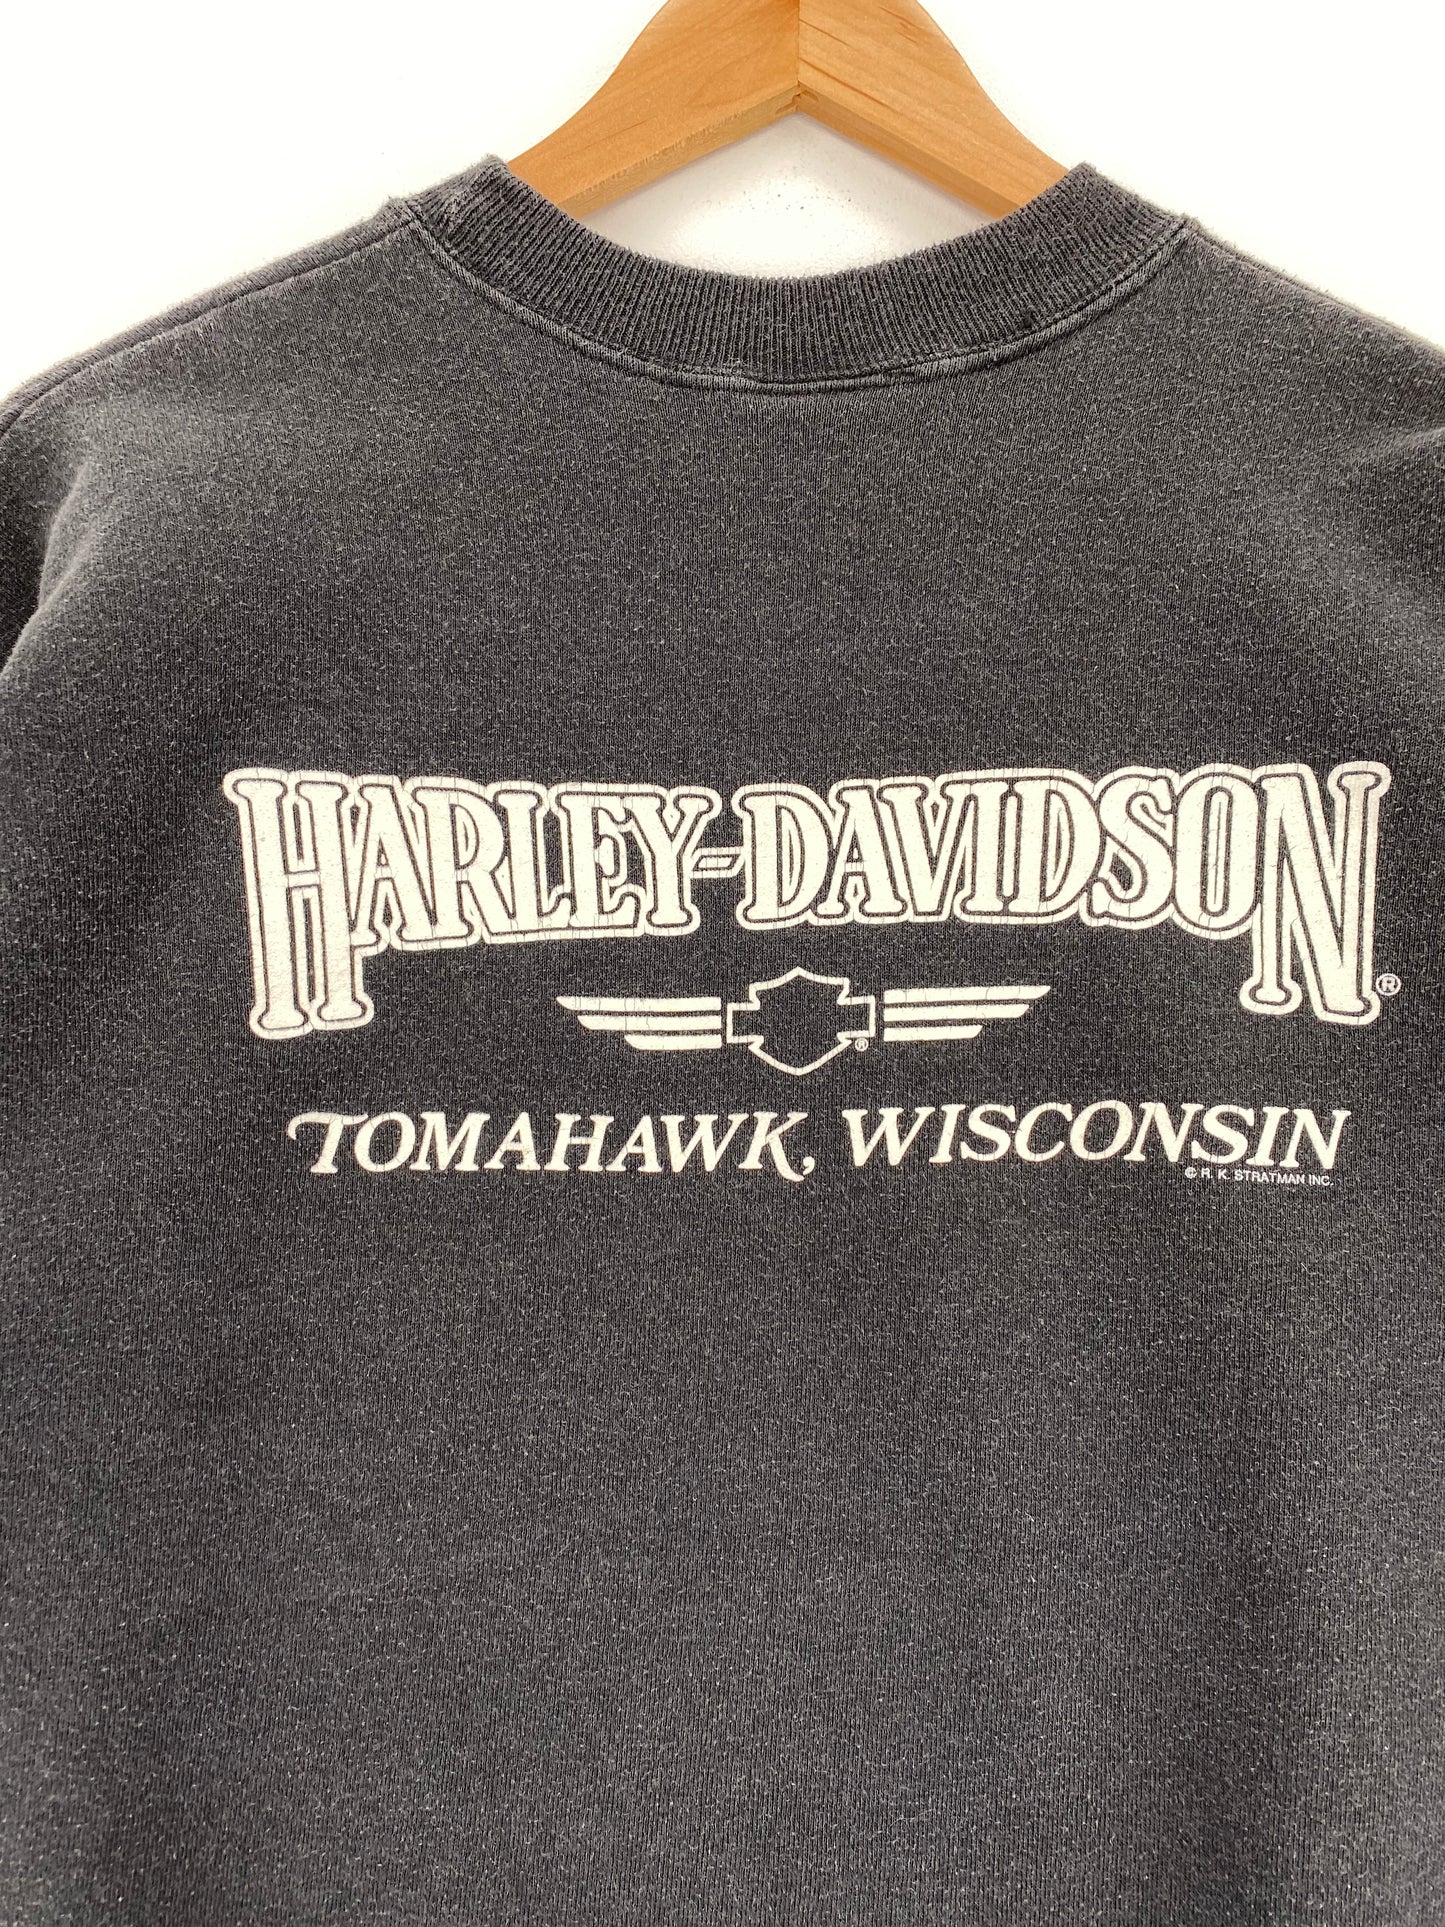 HARLEY-DAVIDSON®
®
TOMAHAWK, WISCONSIN
© R. K. STRATMAN INC.